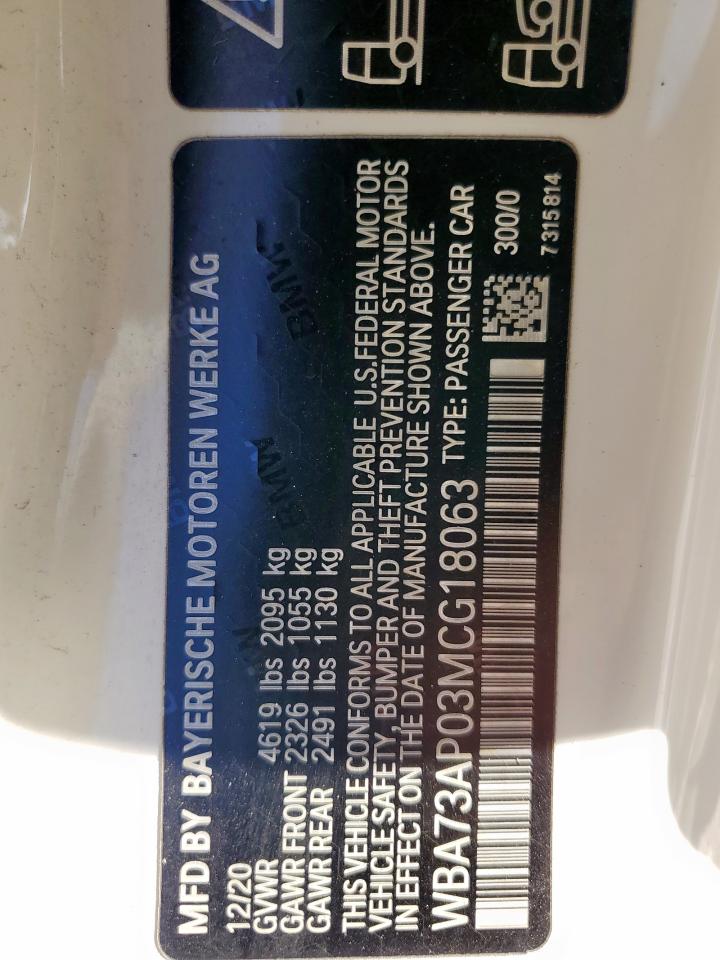 MFD BY BAYERISCHE MOTOREN WERKE AG
12/20
GVWR 4619 lbs 2095 kg
GAWR FRONT 2326 lbs 1055 kg
GAWR REAR 2491 lbs 1130 kg
THIS VEHICLE CONFORMS TO ALL APPLICABLE U.S.FEDERAL MOTOR
VEHICLE SAFETY, BUMPER AND THEFT PREVENTION STANDARDS
IN EFFECT ON THE DATE OF MANUFACTURE SHOWN ABOVE.
WBA73AP03MCG18063 TYPE: PASSENGER CAR
300/0
7315814
BMW
BMW